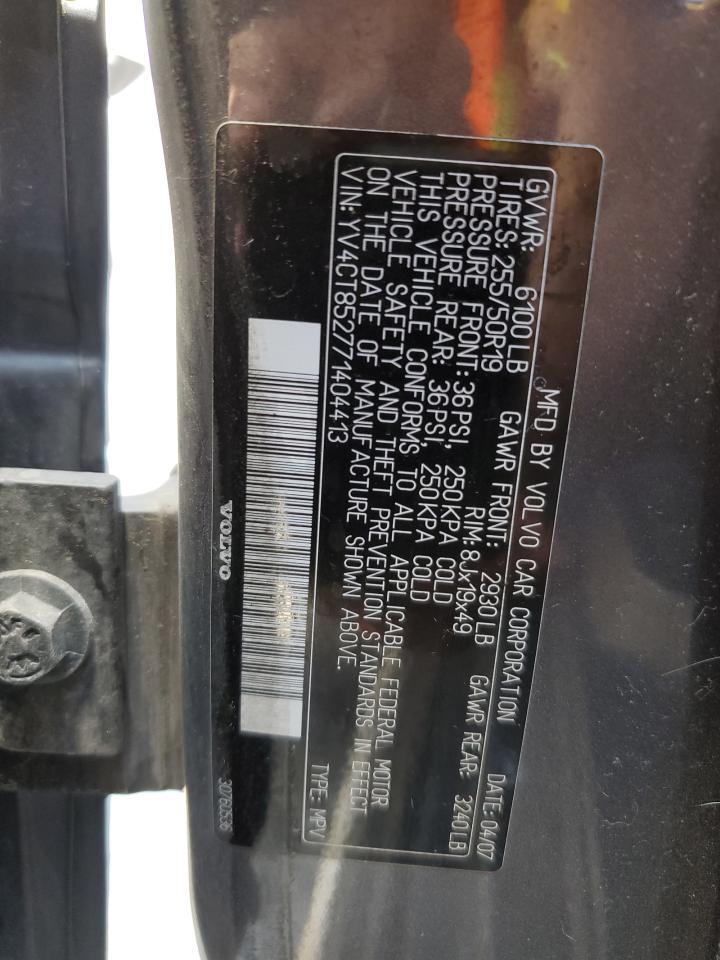 MFD BY VOLVO CAR CORPORATION DATE: 04/07
GVWR: 6100LB GAWR FRONT: 2930LB GAWR REAR: 3240LB
TIRES: 255/50R19 RIM: 8Jx19x49
PRESSURE FRONT: 36PSI, 250KPA COLD
PRESSURE REAR: 36PSI, 250KPA COLD
THIS VEHICLE CONFORMS TO ALL APPLICABLE FEDERAL MOTOR
VEHICLE SAFETY AND THEFT PREVENTION STANDARDS IN EFFECT
ON THE DATE OF MANUFACTURE SHOWN ABOVE.
VIN: YV4CT852771404413 TYPE: MPV
VOLVO 30760536